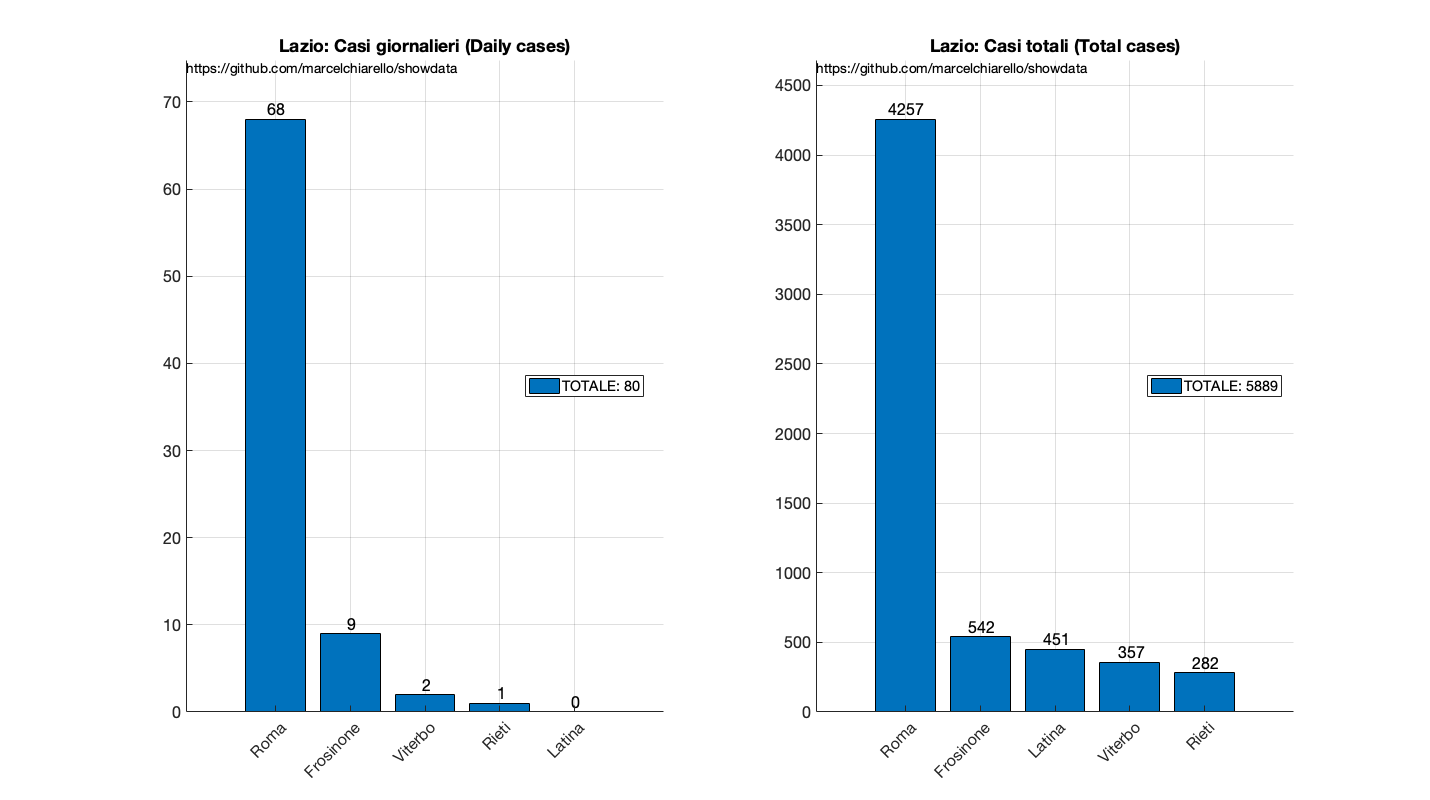 Lazio: Casi giornalieri (Daily cases)
https://github.com/marcelchiarello/showdata
70
60
50
40
30
20
10
0
68
9
2
1
0
TOTALE: 80
Roma
Frosinone
Viterbo
Rieti
Latina
Lazio: Casi totali (Total cases)
https://github.com/marcelchiarello/showdata
4500
4000
3500
3000
2500
2000
1500
1000
500
0
4257
542
451
357
282
TOTALE: 5889
Roma
Frosinone
Latina
Viterbo
Rieti